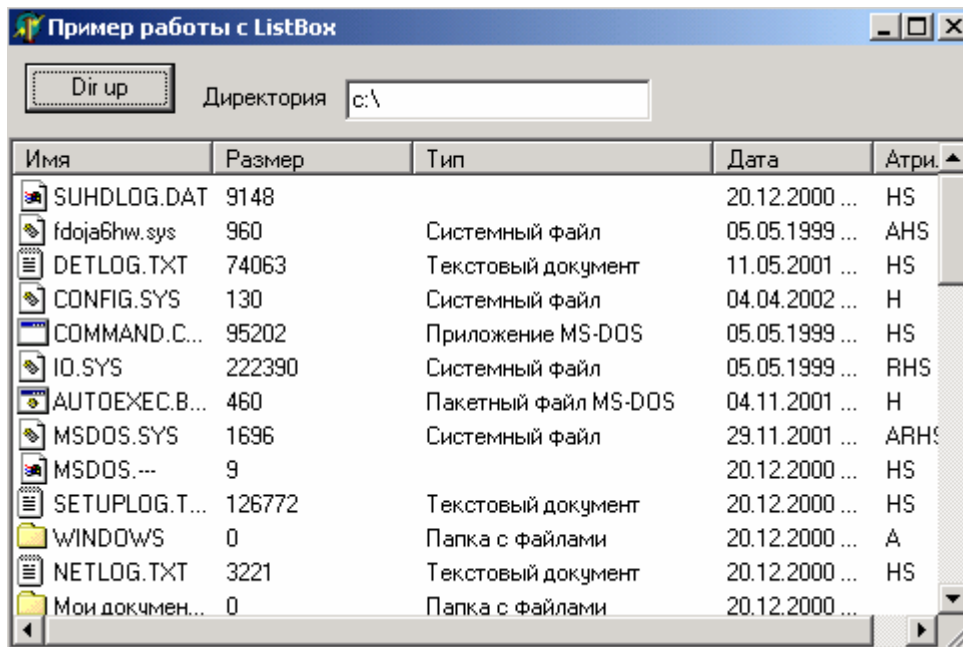 Пример работы с ListBox
Dir up Директория c:\
Имя Размер Тип Дата Атри.
SUHDLOG.DAT 9148 20.12.2000 ... HS
fdoja6hw.sys 960 Системный файл 05.05.1999 ... AHS
DETLOG.TXT 74063 Текстовый документ 11.05.2001 ... HS
CONFIG.SYS 130 Системный файл 04.04.2002 ... H
COMMAND.C... 95202 Приложение MS-DOS 05.05.1999 ... HS
IO.SYS 222390 Системный файл 05.05.1999 ... RHS
AUTOEXEC.B... 460 Пакетный файл MS-DOS 04.11.2001 ... H
MSDOS.SYS 1696 Системный файл 29.11.2001 ... ARHS
MSDOS.--- 9 20.12.2000 ... HS
SETUPLOG.T... 126772 Текстовый документ 20.12.2000 ... HS
WINDOWS 0 Папка с файлами 20.12.2000 ... A
NETLOG.TXT 3221 Текстовый документ 20.12.2000 ... HS
Мои докумен... 0 Папка с файлами 20.12.2000 ...